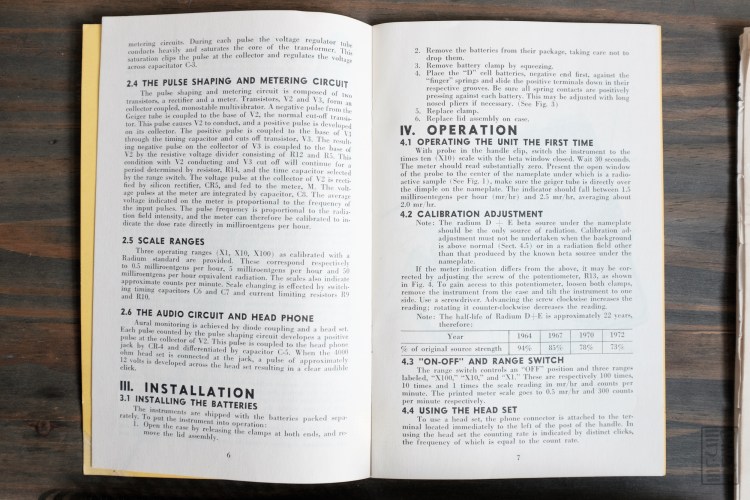 metering circuits. During each pulse the voltage regulator tube
conducts heavily and saturates the core of the transformer. This
saturation clips the pulse at the collector and regulates the voltage
across capacitor C-3.
2.4 THE PULSE SHAPING AND METERING CIRCUIT
The pulse shaping and metering circuit is composed of two
transistors, a rectifier and a meter. Transistors, V2 and V3, form an
collector coupled, monostable multivibrator. A negative pulse from the
Geiger tube is coupled to the base of V2, the normal cut-off transis-
tor. This pulse causes V2 to conduct, and a positive pulse is developed
on its collector. The positive pulse is coupled to the base of V3
through the timing capacitor and cuts off transistor, V3. The result-
ing negative pulse on the collector of V3 is coupled to the base of
V2 by the resistive voltage divider consisting of R12 and R5. This
condition with V2 conducting and V3 cut off will continue for a
period determined by resistor, R14, and the time capacitor selected
by the range switch. The voltage pulse at the collector of V2 is recti-
fied by silicon rectifier, CR5, and fed to the meter, M. The volt-
age pulses at the meter are integrated by capacitor, C8. The average
voltage indicated on the meter is proportional to the frequency of
the input pulses. The pulse frequency is proportional to the radia-
tion field intensity, and the meter can therefore be calibrated to in-
dicate the dose rate directly in milliroentgens per hour.
2.5 SCALE RANGES
Three operating ranges (X1, X10, X100) as calibrated with a
Radium standard are provided. These correspond respectively
to 0.5 milliroentgens per hour, 5 milliroentgens per hour and 50
milliroentgens per hour equivalent radiation. The scales also indicate
approximate counts per minute. Scale changing is effected by switch-
ing timing capacitors C6 and C7 and current limiting resistors R9
and R10.
2.6 THE AUDIO CIRCUIT AND HEAD PHONE
Aural monitoring is achieved by diode coupling and a head set.
Each pulse counted by the pulse shaping circuit developes a positive
pulse at the collector of V2. This pulse is coupled to the head phone
jack by CR-4 and differentiated by capacitor C-5. When the 4000
ohm head set is connected at the jack, a pulse of approximately
12 volts is developed across the head set resulting in a clear audible
click.
III. INSTALLATION
3.1 INSTALLING THE BATTERIES
The instruments are shipped with the batteries packed sepa-
rately. To put the instrument into operation:
1. Open the case by releasing the clamps at both ends, and re-
move the lid assembly.
6
2. Remove the batteries from their package, taking care not to
drop them.
3. Remove battery clamp by squeezing.
4. Place the "D" cell batteries, negative end first, against the
"finger" springs and slide the positive terminals down in their
respective grooves. Be sure all spring contacts are positively
pressing against each battery. This may be adjusted with long
nosed pliers if necessary. (See Fig. 3)
5. Replace clamp.
6. Replace lid assembly on case.
IV. OPERATION
4.1 OPERATING THE UNIT THE FIRST TIME
With probe in the handle clip, switch the instrument to the
times ten (X10) scale with the beta window closed. Wait 30 seconds.
The meter should read substantially zero. Present the open window
of the probe to the center of the nameplate under which is a radio-
active sample (See Fig. 1), make sure the geiger tube is directly over
the dimple on the nameplate. The indicator should fall between 1.5
milliroentgens per hour (mr/hr) and 2.5 mr/hr, averaging about
2.0 mr/hr.
4.2 CALIBRATION ADJUSTMENT
Note: The radium D + E beta source under the nameplate
should be the only source of radiation. Calibration ad-
justment must not be undertaken when the background
is above normal (Sect. 4.5) or in a radiation field other
than that produced by the known beta source under the
nameplate.
If the meter indication differs from the above, it may be cor-
rected by adjusting the screw of the potentiometer, R13, as shown
in Fig. 4. To gain access to this potentiometer, loosen both clamps,
remove the instrument from the case and tilt the instrument to one
side. Use a screwdriver. Advancing the screw clockwise increases the
reading; rotating it counter-clockwise decreases the reading.
Note: The half-life of Radium D+E is approximately 22 years,
therefore:
Year 1964 1967 1970 1972
% of original source strength 94% 85% 78% 73%
4.3 "ON-OFF" AND RANGE SWITCH
The range switch controls an "OFF" position and three ranges
labeled, "X100," "X10," and "X1." These are respectively 100 times,
10 times and 1 times the scale reading in mr/hr and counts per
minute. The printed meter scale goes to 0.5 mr/hr and 300 counts
per minute respectively.
4.4 USING THE HEAD SET
To use a head set, the phone connector is attached to the ter-
minal located immediately to the left of the post of the handle. In
using the head set the counting rate is indicated by distinct clicks,
the frequency of which is equal to the count rate.
7